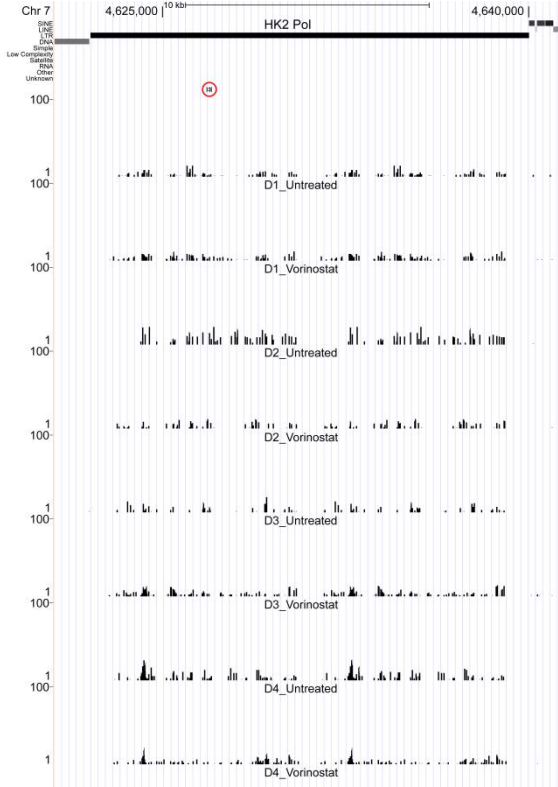 Chr 7 4,625,000 10 kb 4,640,000
SINE HK2 Pol
LINE
LTR
DNA
Simple
Low Complexity
Satellite
RNA
Other
Unknown
100
1
D1_Untreated
100
1
D1_Vorinostat
100
1
D2_Untreated
100
1
D2_Vorinostat
100
1
D3_Untreated
100
1
D3_Vorinostat
100
1
D4_Untreated
100
1
D4_Vorinostat